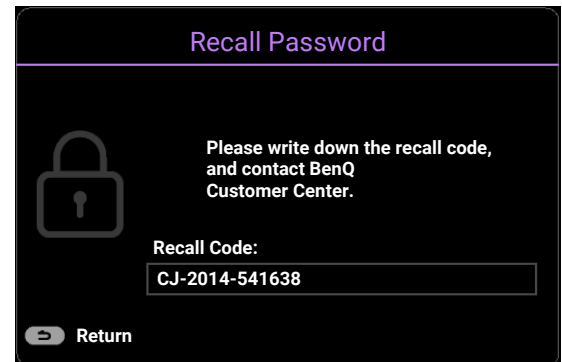 Recall Password
Please write down the recall code,
and contact BenQ
Customer Center.
Recall Code:
CJ-2014-541638
Return